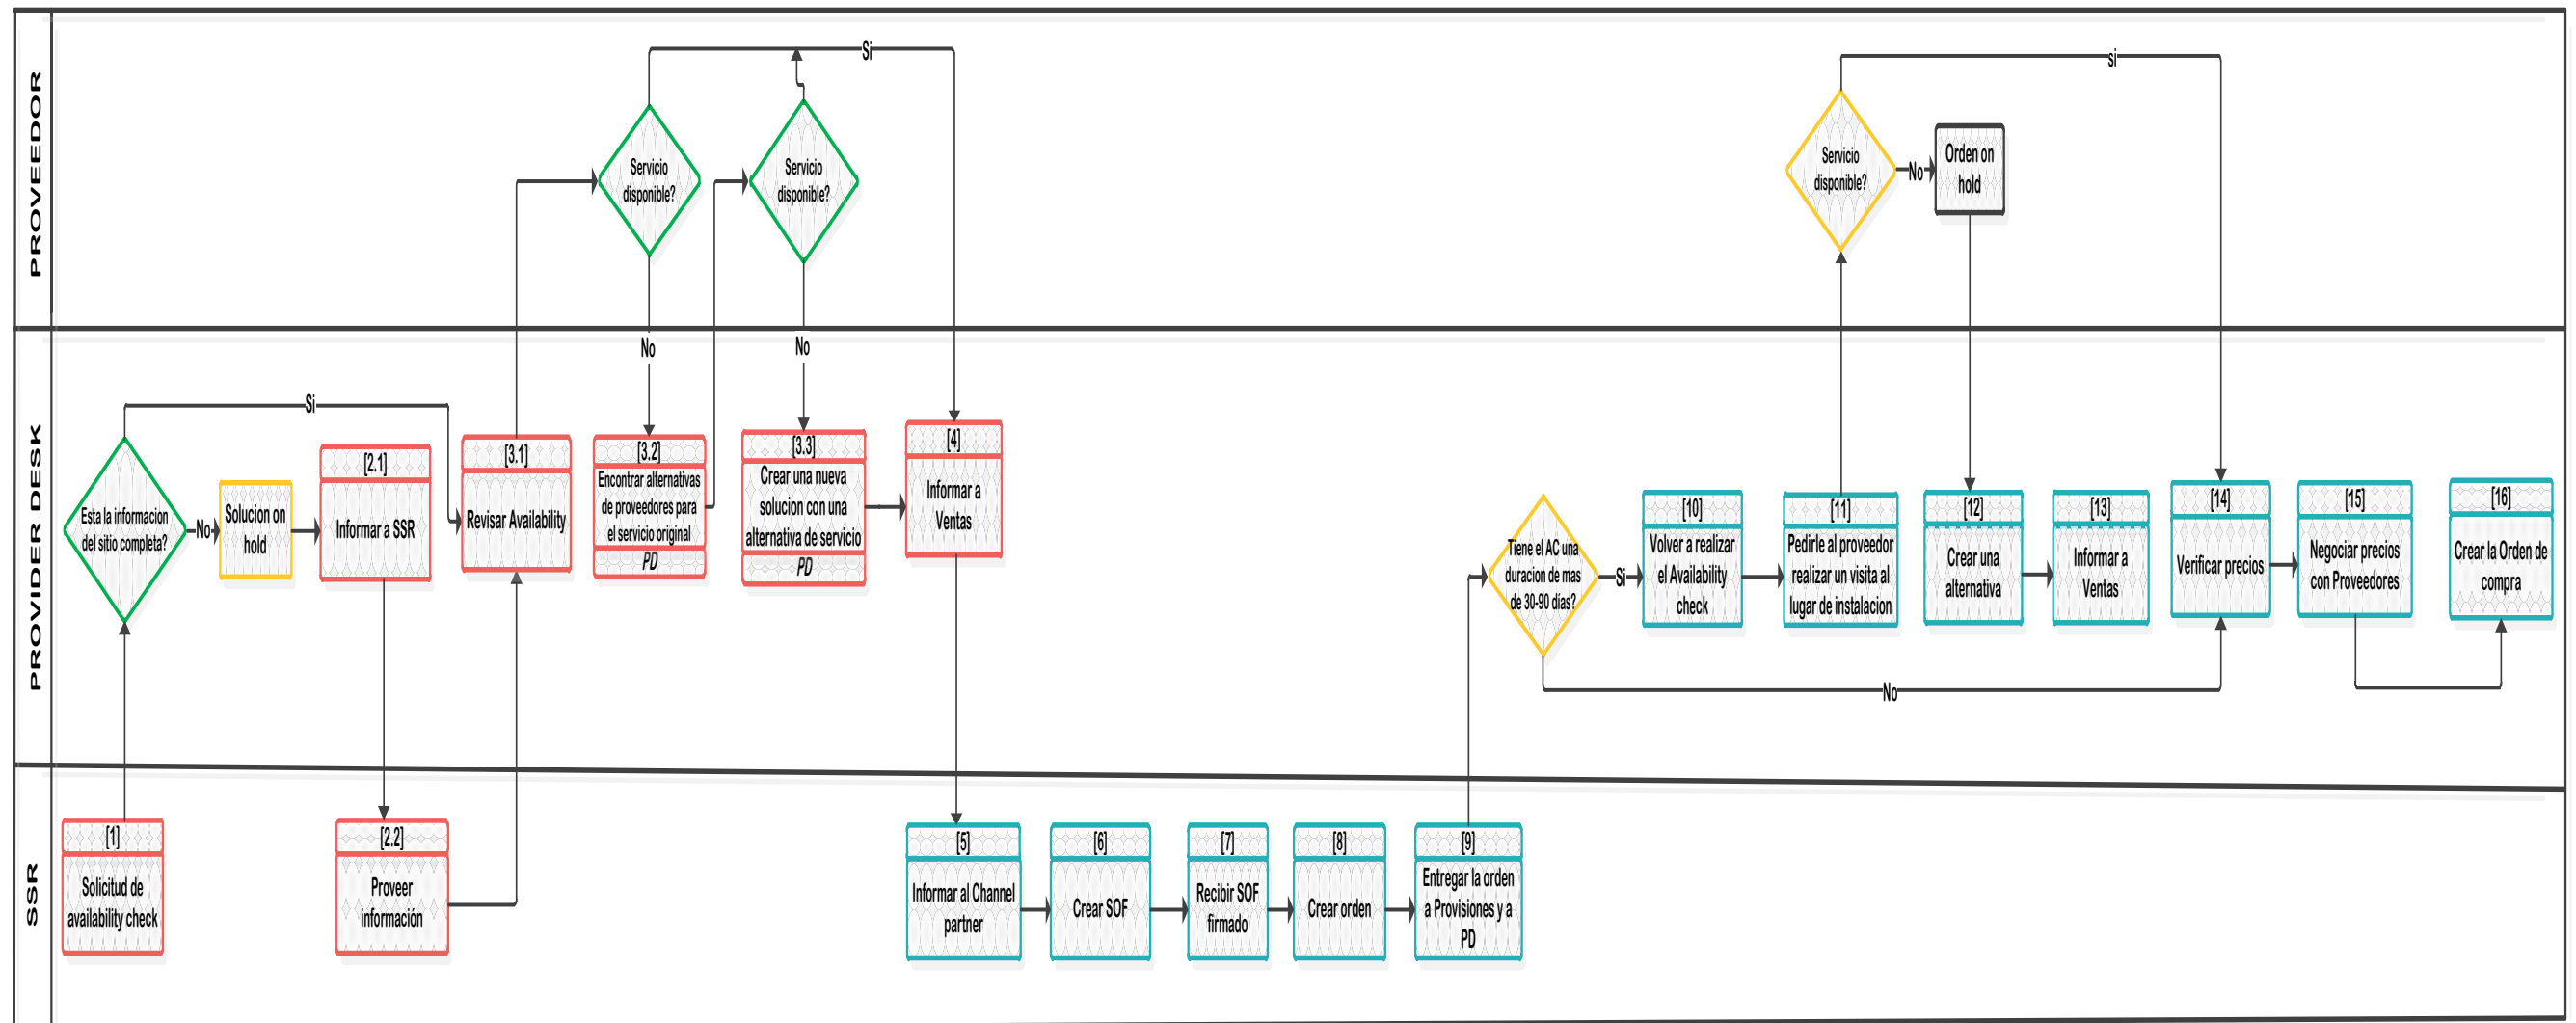 PROVEEDOR
Si
Servicio
disponible?
Servicio
disponible?
si
Servicio
disponible?
No
Orden on
hold
PROVIDER DESK
No
No
Si
Esta la informacion
del sitio completa?
No
Solucion on
hold
[2.1]
Informar a SSR
[3.1]
Revisar Availability
[3.2]
Encontrar alternativas
de proveedores para
el servicio original
PD
[3.3]
Crear una nueva
solucion con una
alternativa de servicio
PD
[4]
Informar a
Ventas
Tiene el AC una
duracion de mas
de 30-90 días?
Si
[10]
Volver a realizar
el Availability
check
[11]
Pedirle al proveedor
realizar un visita al
lugar de instalacion
[12]
Crear una
alternativa
[13]
Informar a
Ventas
[14]
Verificar precios
[15]
Negociar precios
con Proveedores
[16]
Crear la Orden de
compra
No
SSR
[1]
Solicitud de
availability check
[2.2]
Proveer
información
[5]
Informar al Channel
partner
[6]
Crear SOF
[7]
Recibir SOF
firmado
[8]
Crear orden
[9]
Entregar la orden
a Provisiones y a
PD